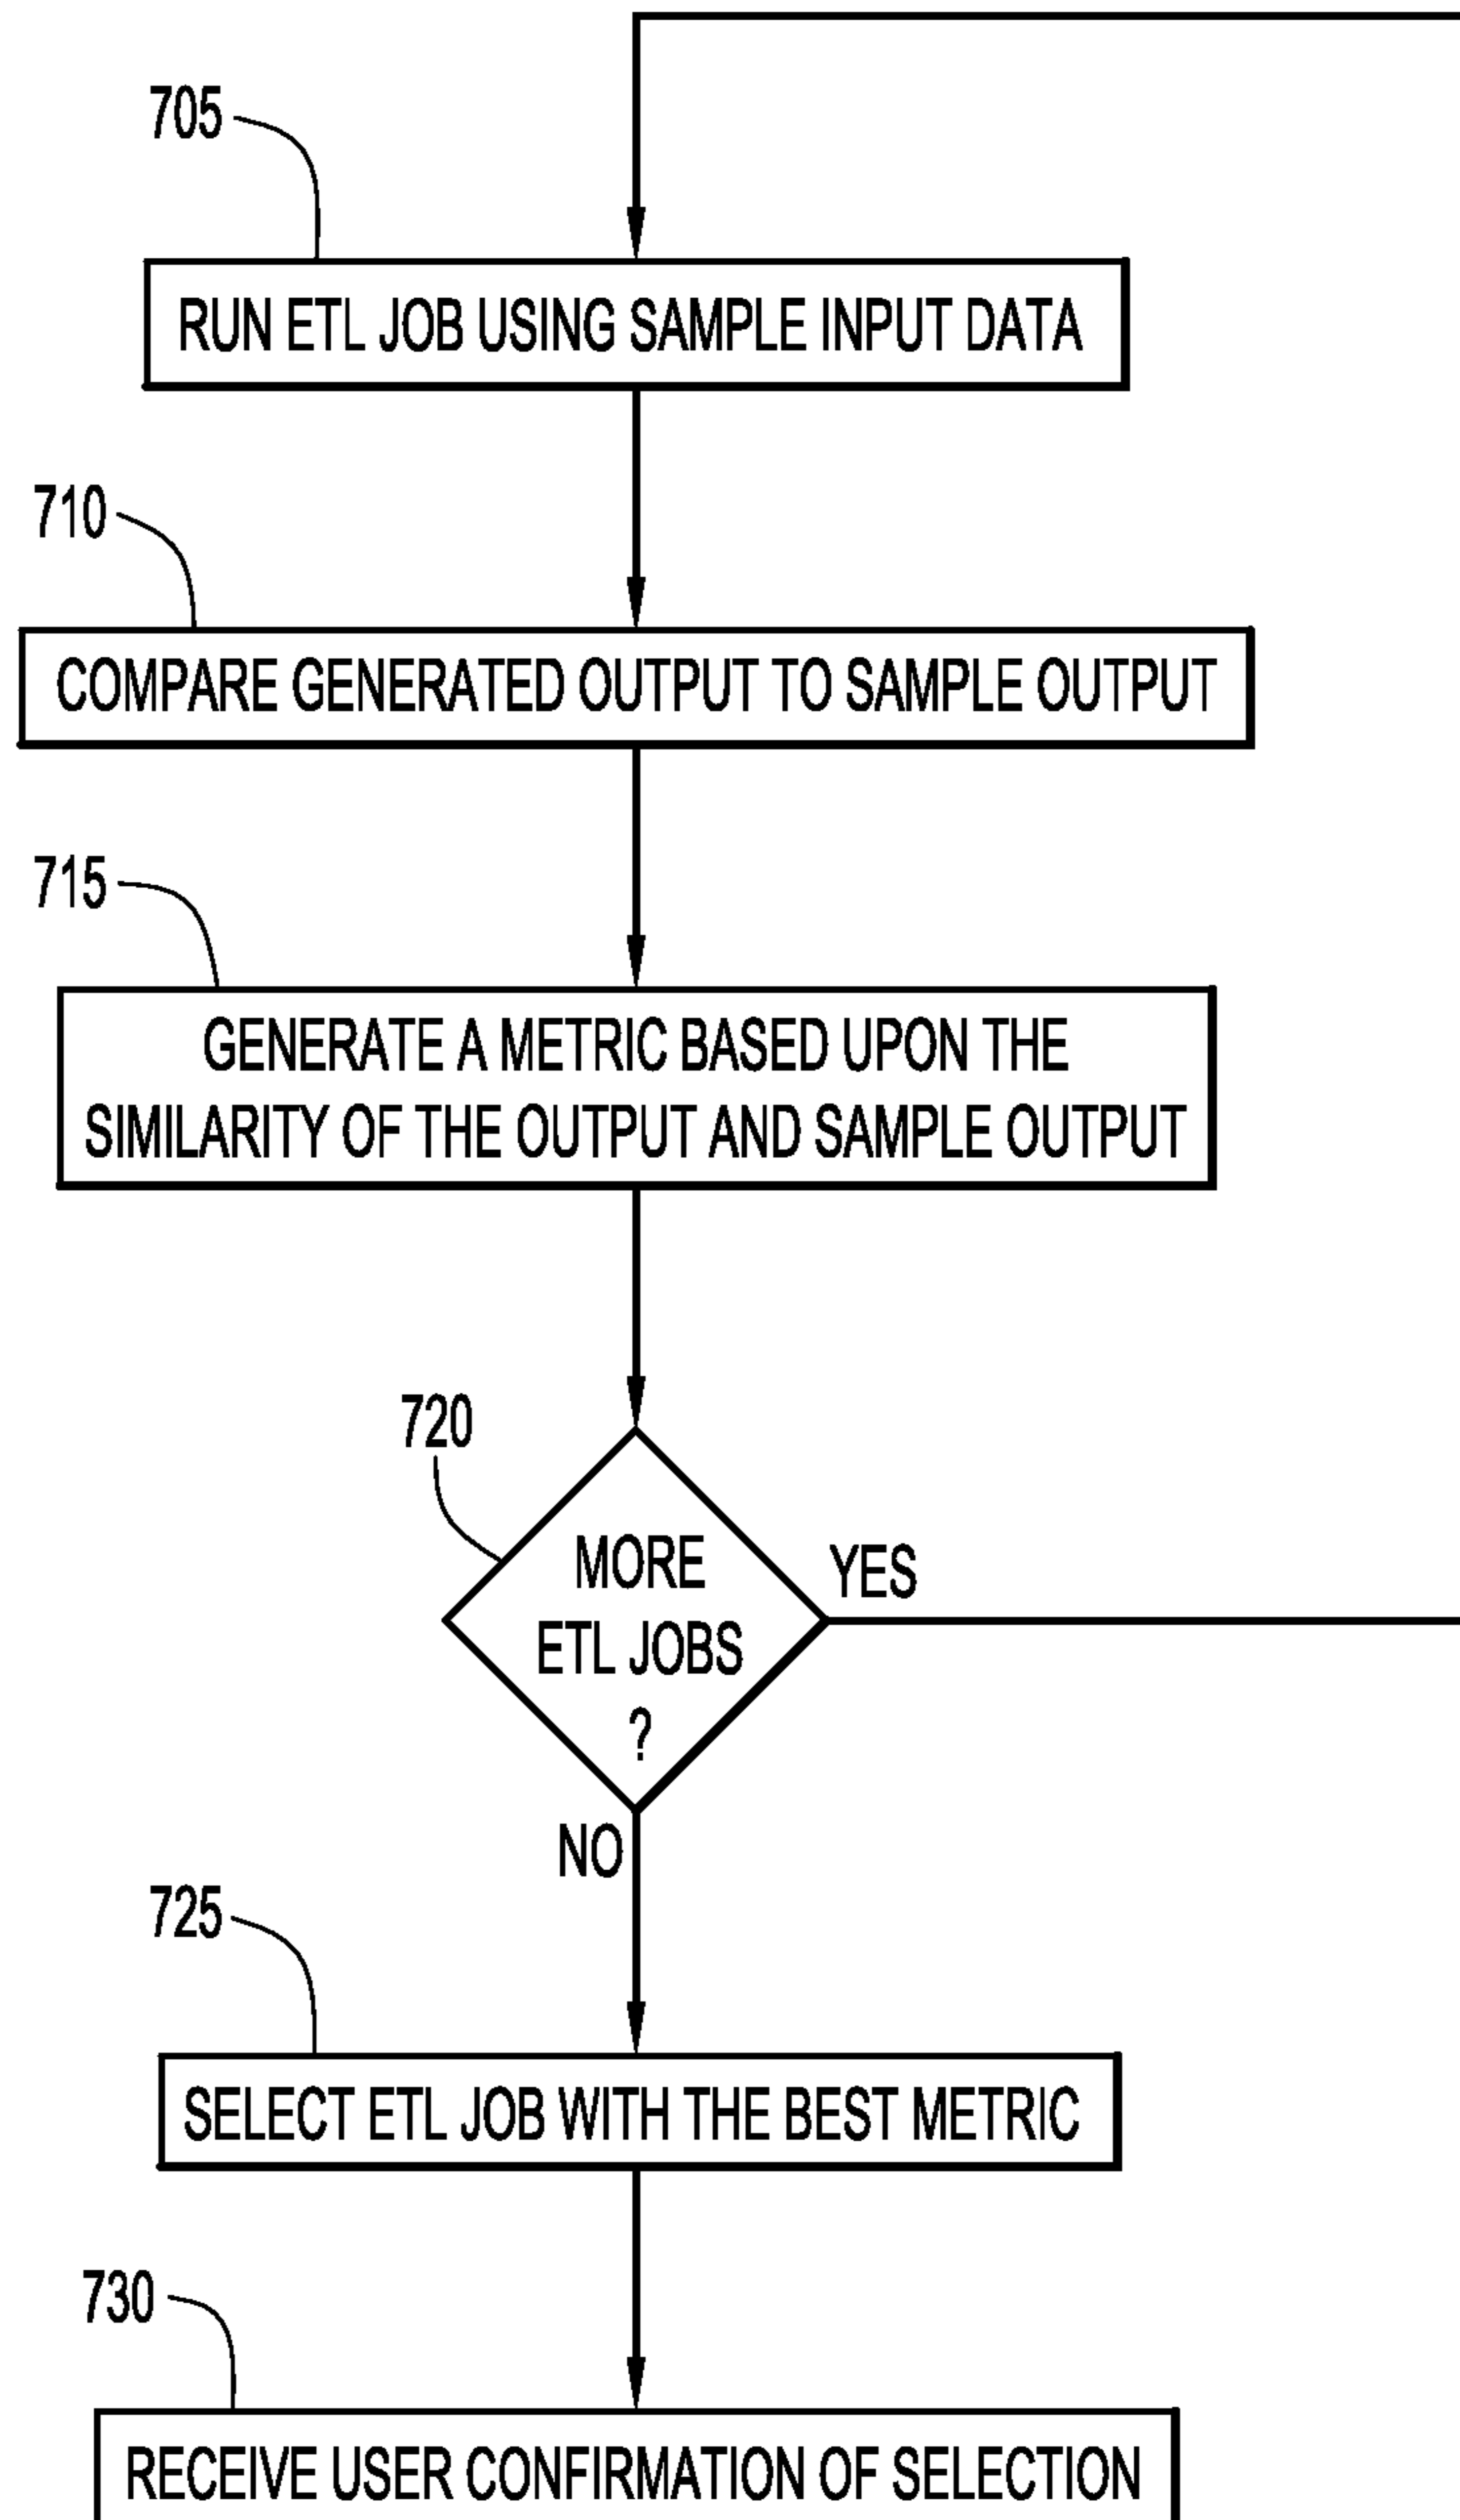 705
RUN ETL JOB USING SAMPLE INPUT DATA
710
COMPARE GENERATED OUTPUT TO SAMPLE OUTPUT
715
GENERATE A METRIC BASED UPON THE
SIMILARITY OF THE OUTPUT AND SAMPLE OUTPUT
720
MORE
ETL JOBS
?
YES
NO
725
SELECT ETL JOB WITH THE BEST METRIC
730
RECEIVE USER CONFIRMATION OF SELECTION